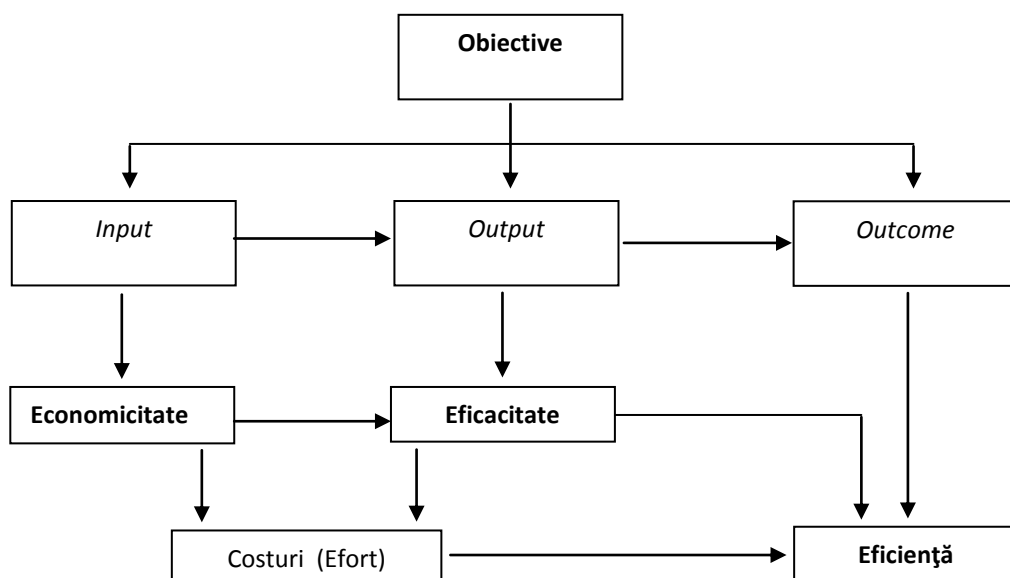 Obiective
Input
Output
Outcome
Economicitate
Eficacitate
Costuri (Efort)
Eficienţă